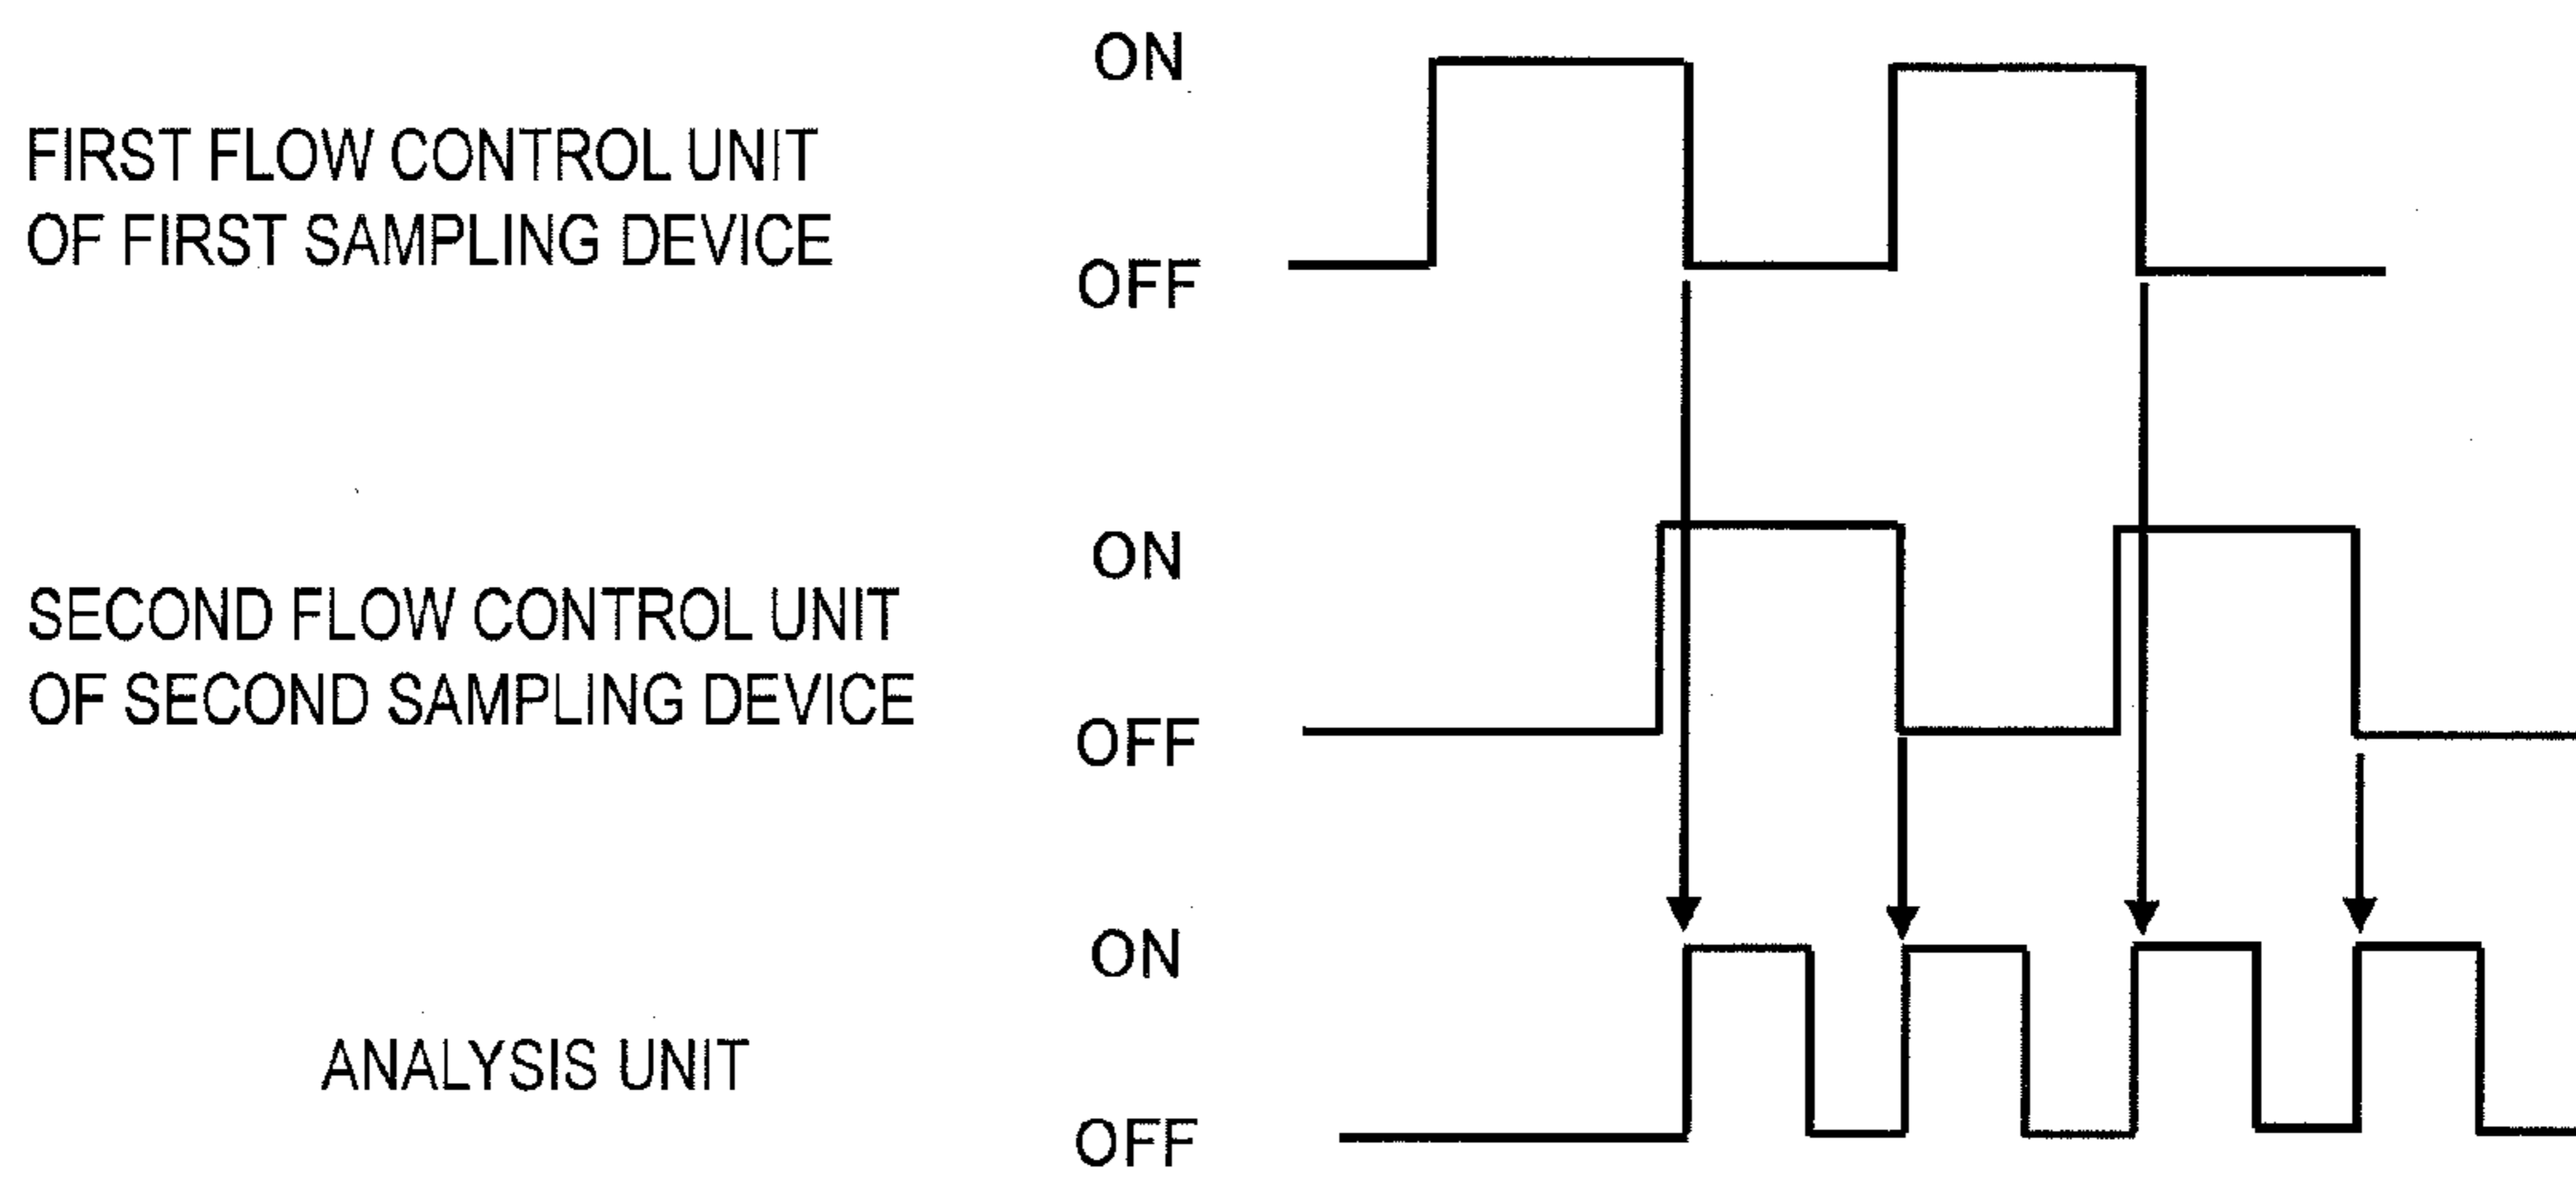 ON
FIRST FLOW CONTROL UNIT
OF FIRST SAMPLING DEVICE
OFF
ON
SECOND FLOW CONTROL UNIT
OF SECOND SAMPLING DEVICE
OFF
ON
ANALYSIS UNIT
OFF